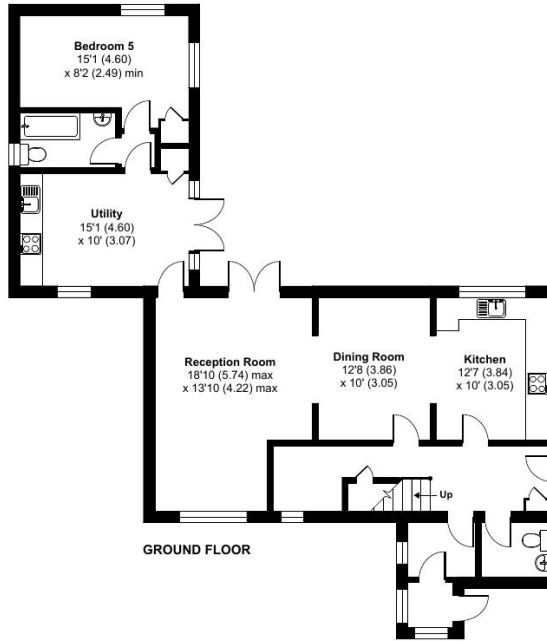 Bedroom 5
15'1 (4.60)
x 8'2 (2.49) min
Utility
15'1 (4.60)
x 10' (3.07)
Reception Room
18'10 (5.74) max
x 13'10 (4.22) max
Dining Room
12'8 (3.86)
x 10' (3.05)
Kitchen
12'7 (3.84)
x 10' (3.05)
Up
GROUND FLOOR